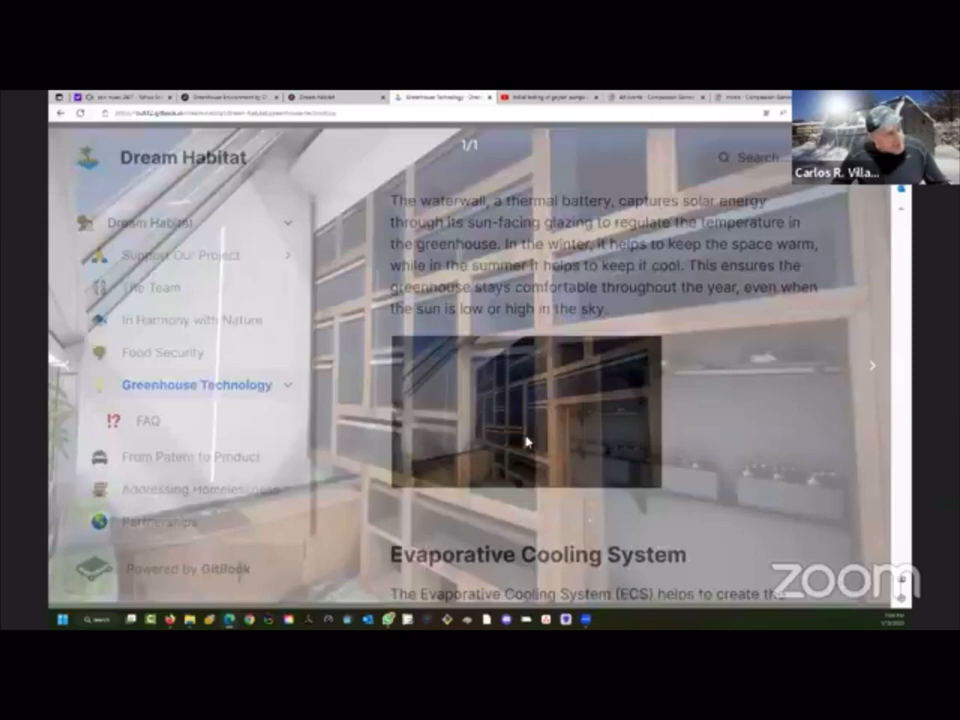 Carlos R. Villa...
1/1
Dream Habitat
Search...
The waterwall, a thermal battery, captures solar energy
through its sun-facing glazing to regulate the temperature in
the greenhouse. In the winter, it helps to keep the space warm,
while in the summer it helps to keep it cool. This ensures the
greenhouse stays comfortable throughout the year, even when
the sun is low or high in the sky.
Dream Habitat
Support Our Project
The Team
In Harmony with Nature
Food Security
Greenhouse Technology
FAQ
From Patent to Product
Addressing Homelessness
Partnerships
Powered by GitBook
Evaporative Cooling System
The Evaporative Cooling System (ECS) helps to create the
zoom
Search